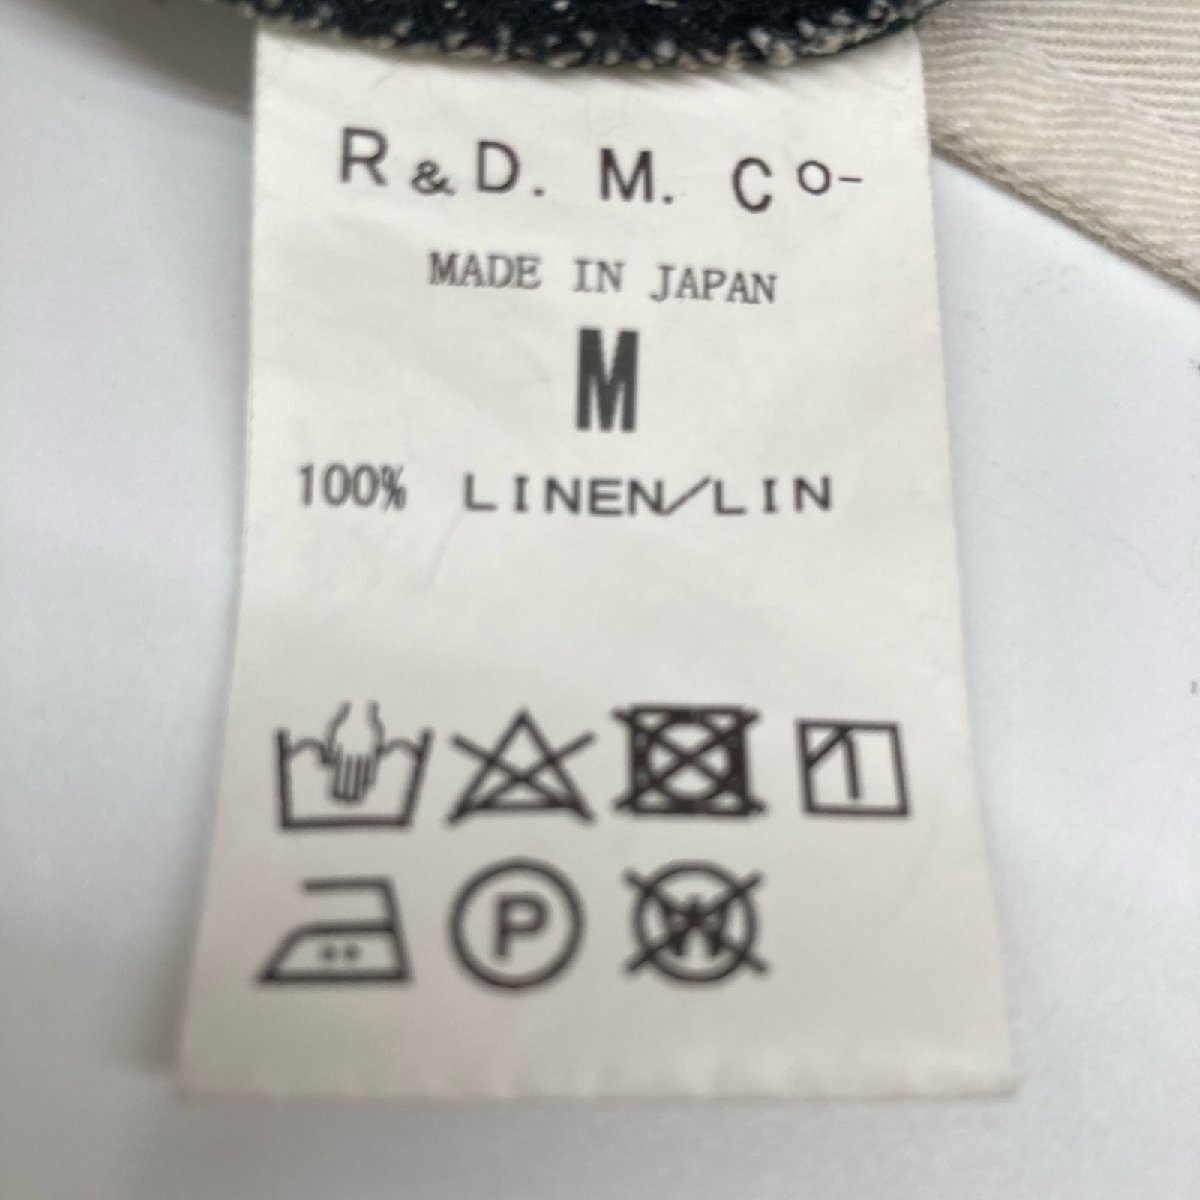 R&D. M. Co-
MADE IN JAPAN
M
100% LINEN/LIN
P W